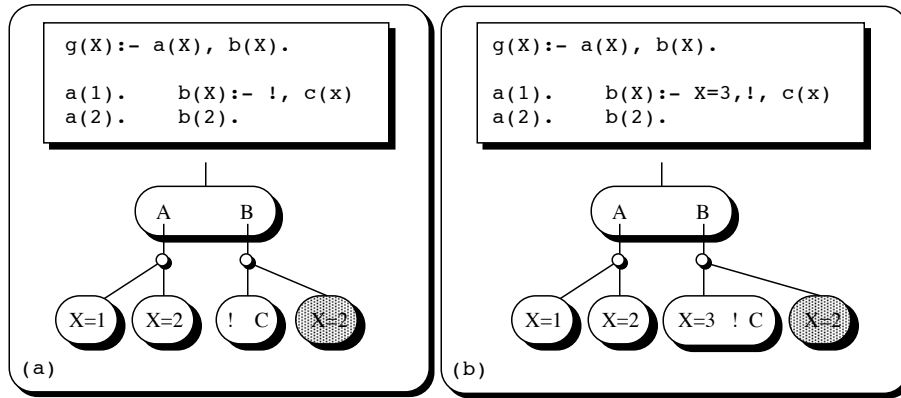 g(X):- a(X), b(X).
a(1). b(X):- !, c(x)
a(2). b(2).
A B
X=1 X=2 ! C X=2
(a)
g(X):- a(X), b(X).
a(1). b(X):- X=3,!, c(x)
a(2). b(2).
A B
X=1 X=2 X=3 ! C X=2
(b)